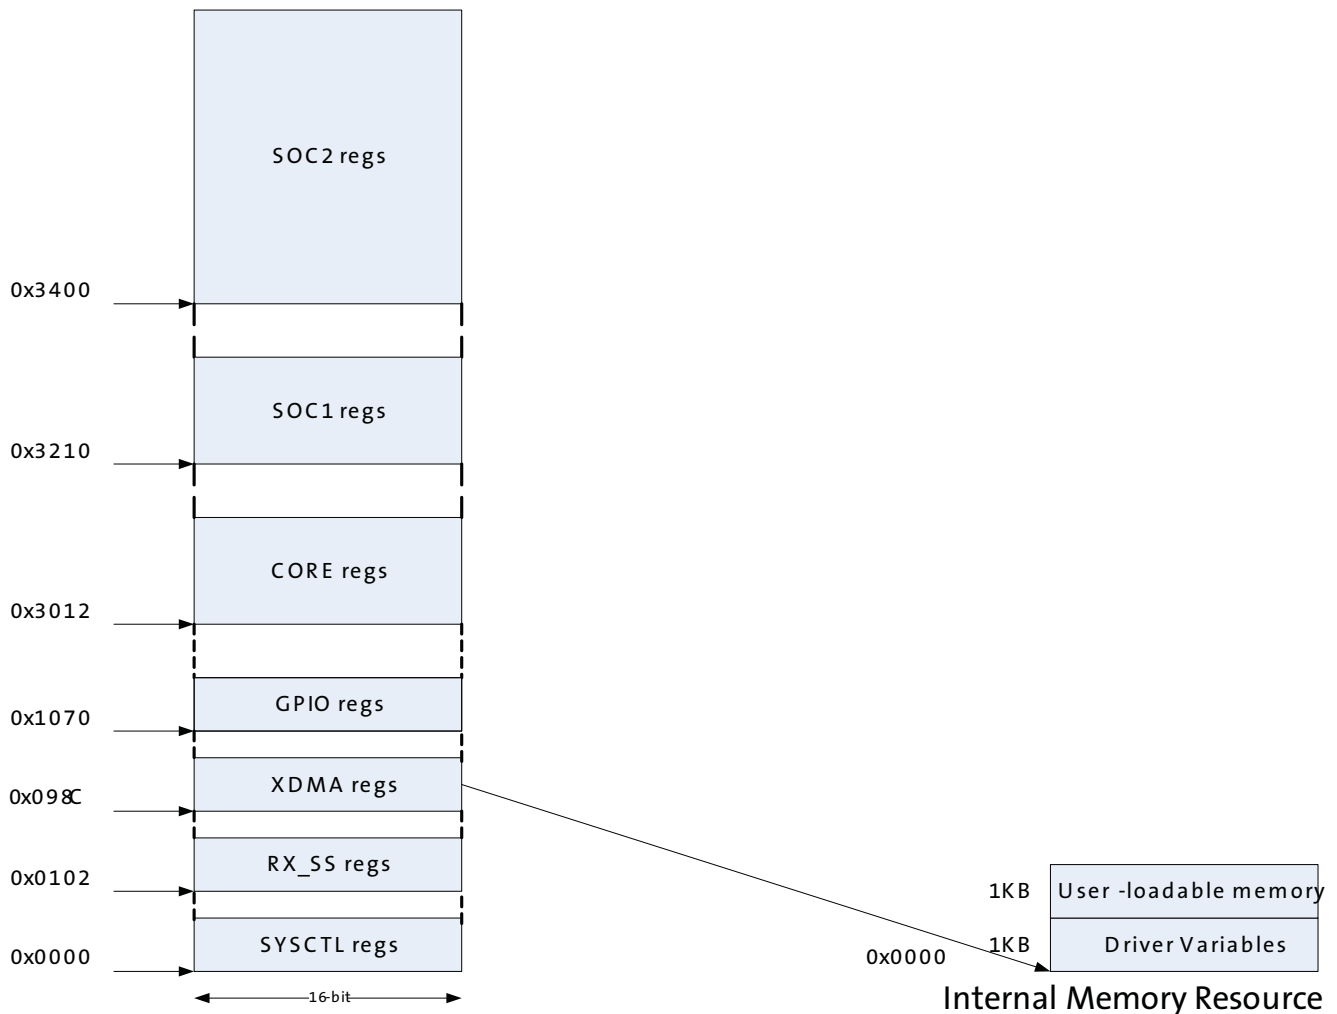 SOC2 regs
0x3400
SOC1 regs
0x3210
CORE regs
0x3012
GPIO regs
0x1070
XDMA regs
0x098C
RX_SS regs
0x0102
SYSCTL regs
0x0000
16-bit
1KB User -loadable memory
1KB Driver Variables
0x0000
Internal Memory Resource